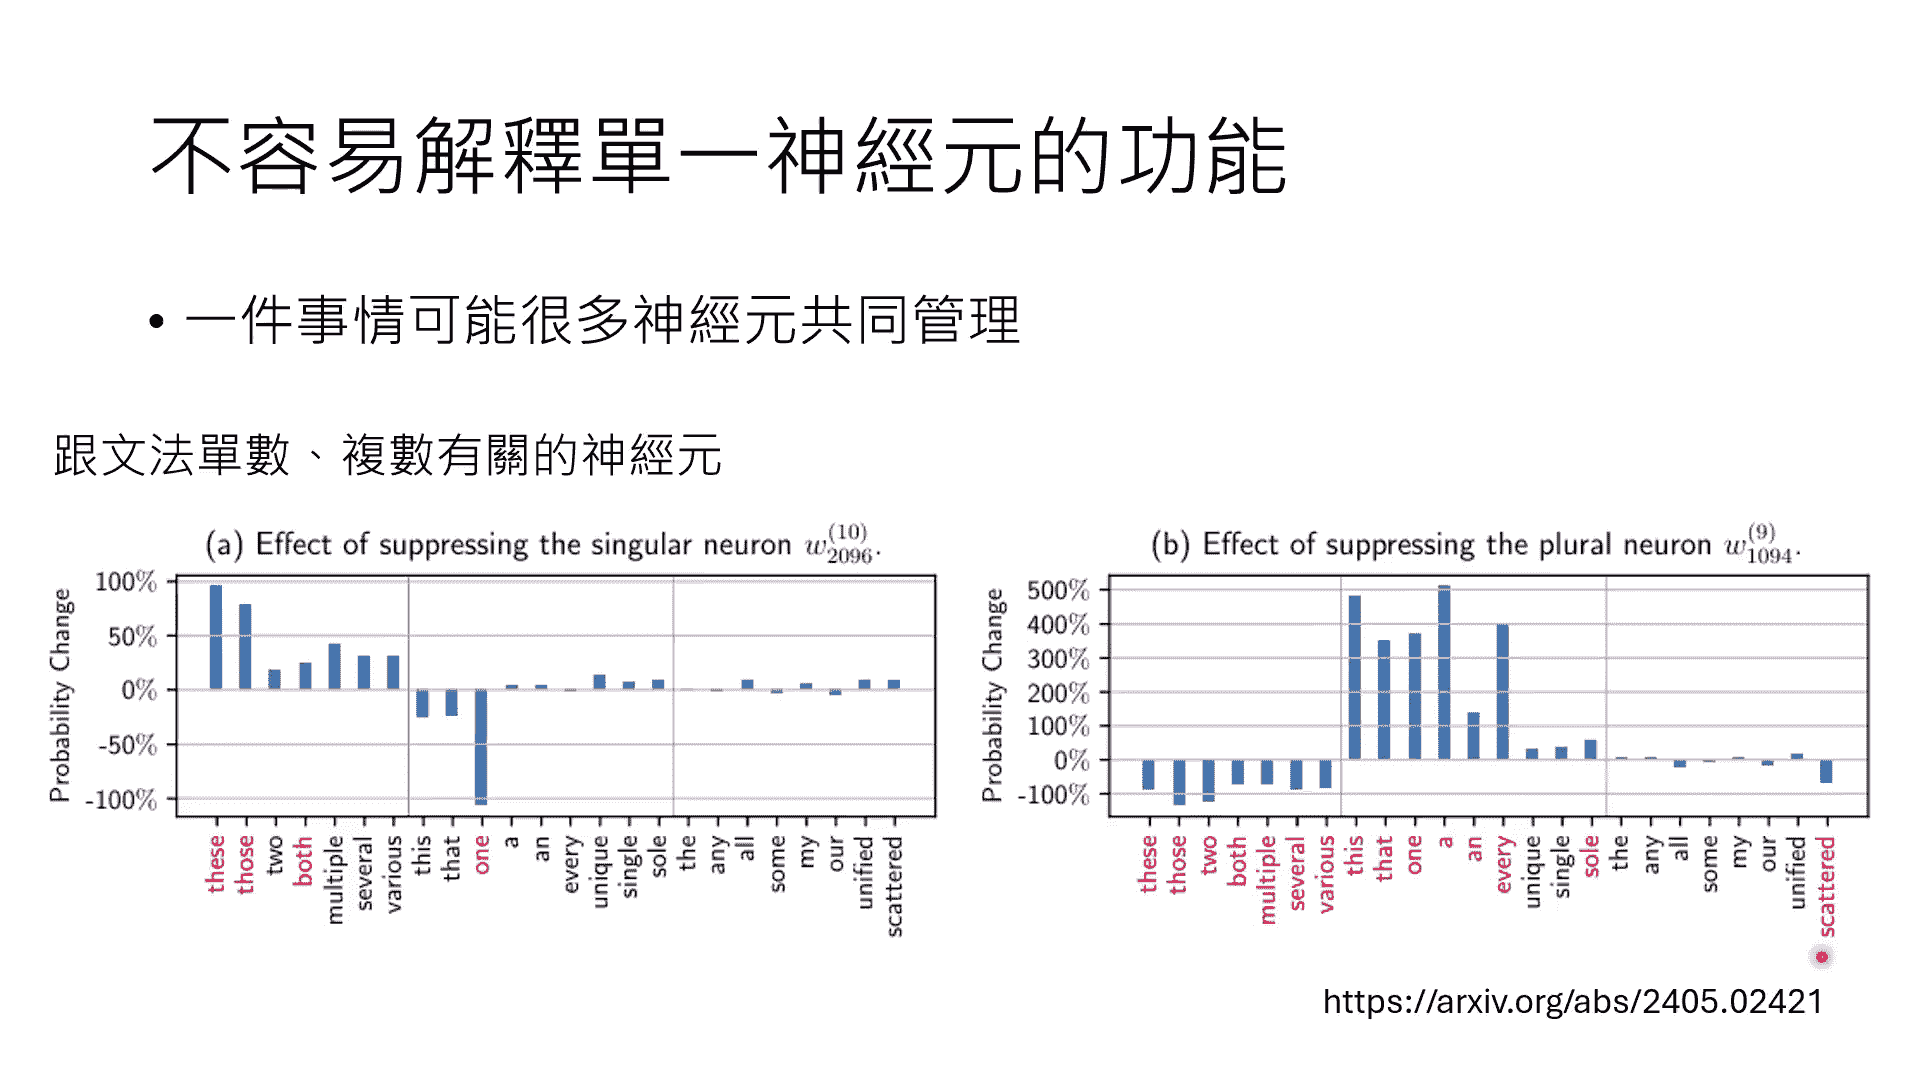 不容易解釋單一神經元的功能
• 一件事情可能很多神經元共同管理
跟文法單數、複數有關的神經元
(a) Effect of suppressing the singular neuron w_{2096}^{(10)}.
Probability Change
100%
50%
0%
-50%
-100%
these those two both multiple several various this that one a an every unique single sole the any all some my our unified scattered
(b) Effect of suppressing the plural neuron w_{1094}^{(9)}.
Probability Change
500%
400%
300%
200%
100%
0%
-100%
these those two both multiple several various this that one a an every unique single sole the any all some my our unified scattered
https://arxiv.org/abs/2405.02421